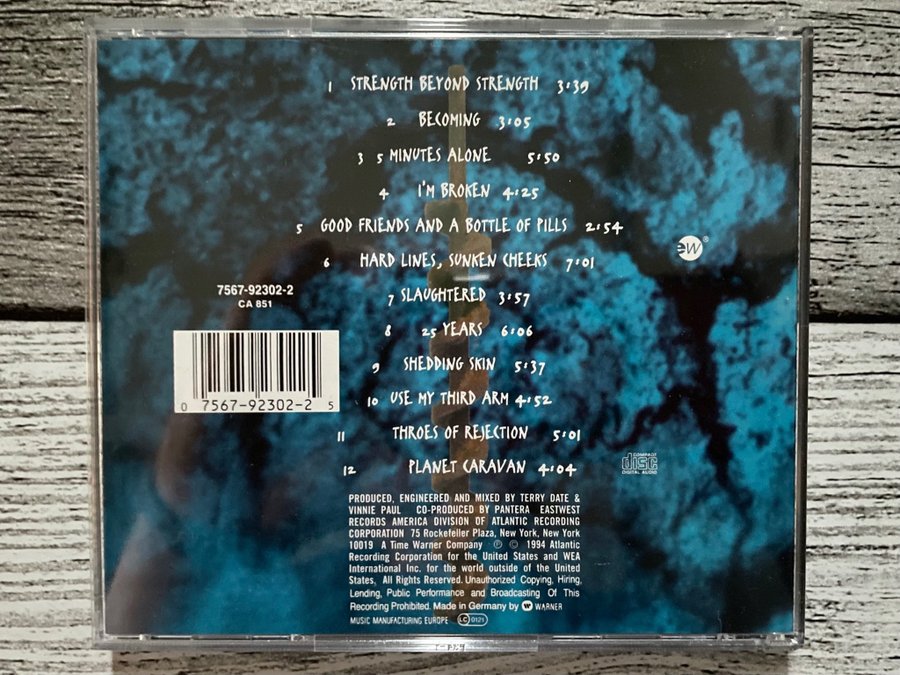 1 STRENGTH BEYOND STRENGTH 3:39
2 BECOMING 3:05
3 5 MINUTES ALONE 5:50
4 I'M BROKEN 4:25
5 GOOD FRIENDS AND A BOTTLE OF PILLS 2:54
ew®
6 HARD LINES, SUNKEN CHEEKS 7:01
7567-92302-2
CA 851
7 SLAUGHTERED 3:57
8 25 YEARS 6:06
9 SHEDDING SKIN 5:37
10 USE MY THIRD ARM 4:52
0 7567-92302-2 5
11 THROES OF REJECTION 5:01
12 PLANET CARAVAN 4:04
COMPACT
disc
DIGITAL AUDIO
PRODUCED, ENGINEERED AND MIXED BY TERRY DATE &
VINNIE PAUL CO-PRODUCED BY PANTERA EASTWEST
RECORDS AMERICA DIVISION OF ATLANTIC RECORDING
CORPORATION 75 Rockefeller Plaza, New York, New York
10019 A Time Warner Company ℗ © 1994 Atlantic
Recording Corporation for the United States and WEA
International Inc. for the world outside of the United
States. All Rights Reserved. Unauthorized Copying, Hiring,
Lending, Public Performance and Broadcasting Of This
Recording Prohibited. Made in Germany by WARNER
MUSIC MANUFACTURING EUROPE LC 0121